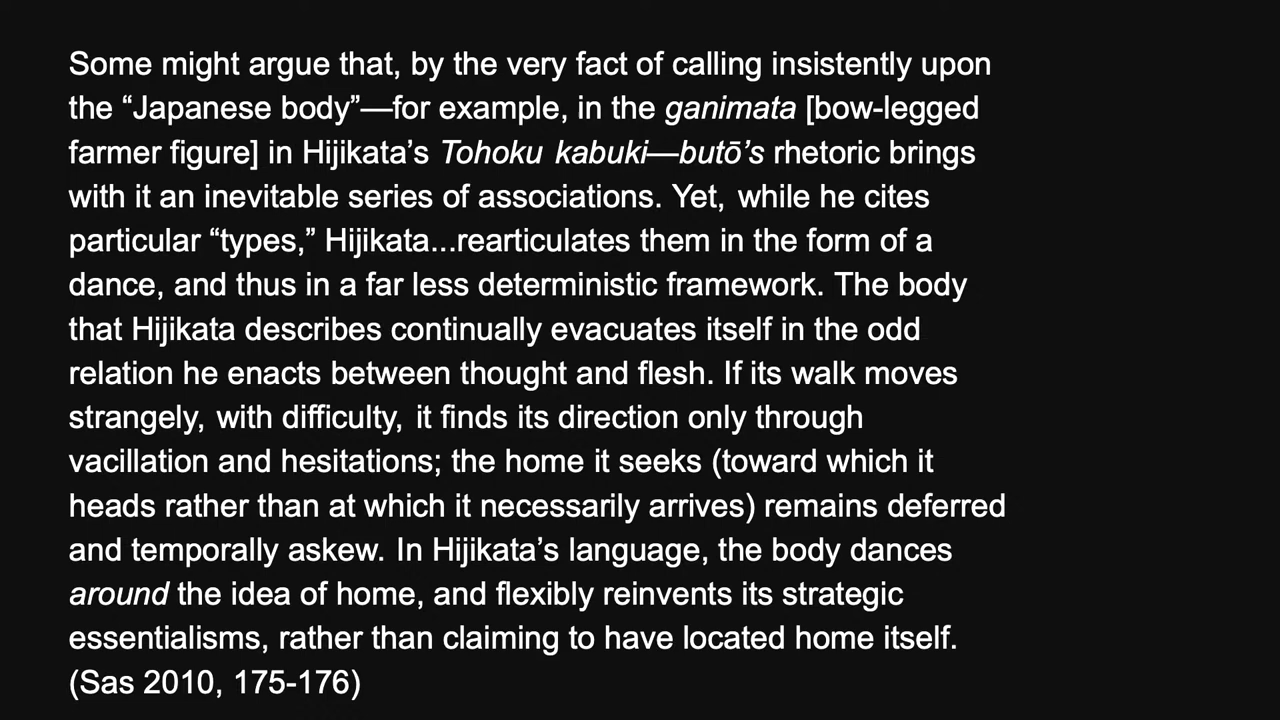 Some might argue that, by the very fact of calling insistently upon
the “Japanese body”—for example, in the ganimata [bow-legged
farmer figure] in Hijikata’s Tohoku kabuki—butō’s rhetoric brings
with it an inevitable series of associations. Yet, while he cites
particular “types,” Hijikata...rearticulates them in the form of a
dance, and thus in a far less deterministic framework. The body
that Hijikata describes continually evacuates itself in the odd
relation he enacts between thought and flesh. If its walk moves
strangely, with difficulty, it finds its direction only through
vacillation and hesitations; the home it seeks (toward which it
heads rather than at which it necessarily arrives) remains deferred
and temporally askew. In Hijikata’s language, the body dances
around the idea of home, and flexibly reinvents its strategic
essentialisms, rather than claiming to have located home itself.
(Sas 2010, 175-176)